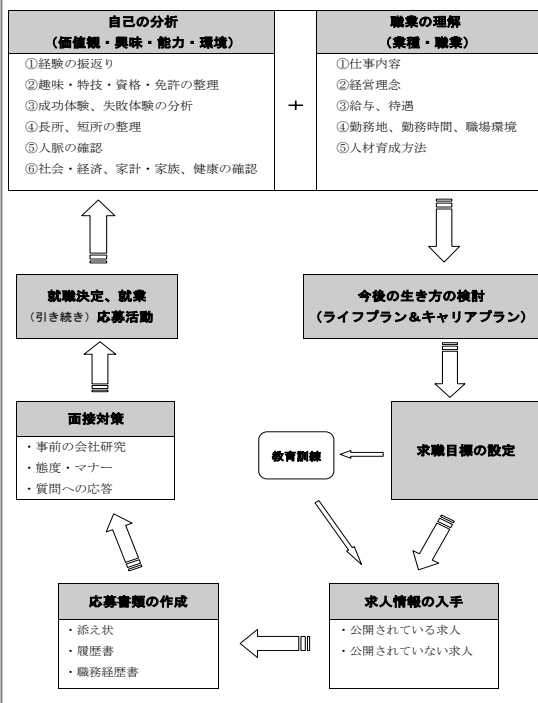 自己の分析
(価値観・興味・能力・環境)
①経験の振返り
②趣味・特技・資格・免許の整理
③成功体験、失敗体験の分析
④長所、短所の整理
⑤人脈の確認
⑥社会・経済、家計・家族、健康の確認
+
職業の理解
(業種・職業)
①仕事内容
②経営理念
③給与、待遇
④勤務地、勤務時間、職場環境
⑤人材育成方法
今後の生き方の検討
(ライフプラン&キャリアプラン)
求職目標の設定
教育訓練
求人情報の入手
・公開されている求人
・公開されていない求人
応募書類の作成
・添え状
・履歴書
・職務経歴書
面接対策
・事前の会社研究
・態度・マナー
・質問への応答
就職決定、就業
(引き続き)応募活動